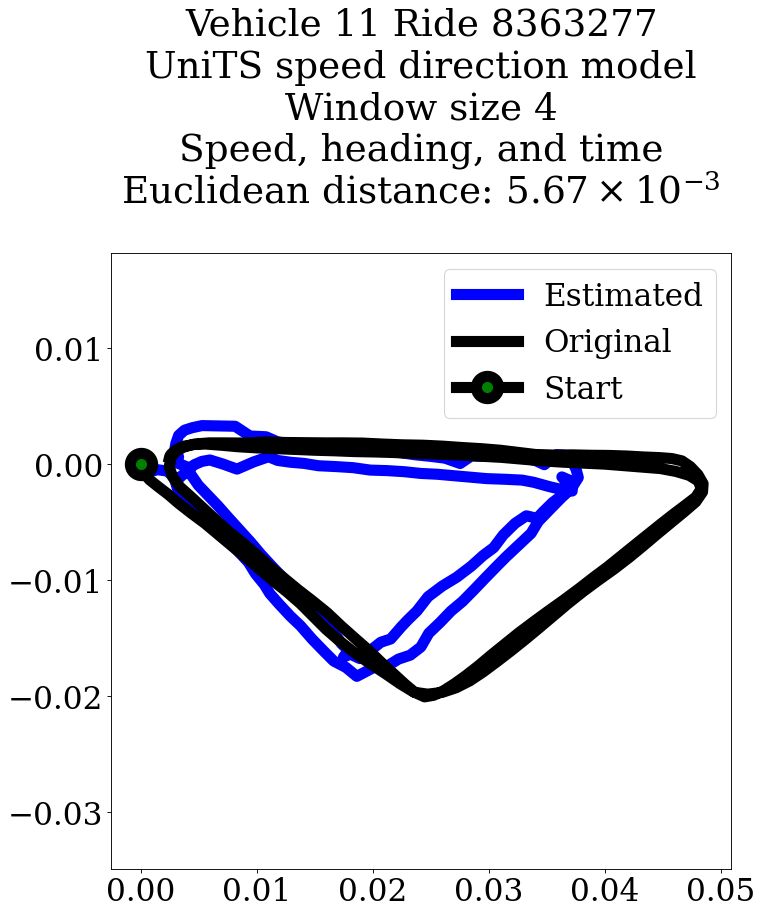 Vehicle 11 Ride 8363277
UniTS speed direction model
Window size 4
Speed, heading, and time
Euclidean distance: 5.67 × 10⁻³
Estimated
Original
Start
0.01
0.00
−0.01
−0.02
−0.03
0.00 0.01 0.02 0.03 0.04 0.05